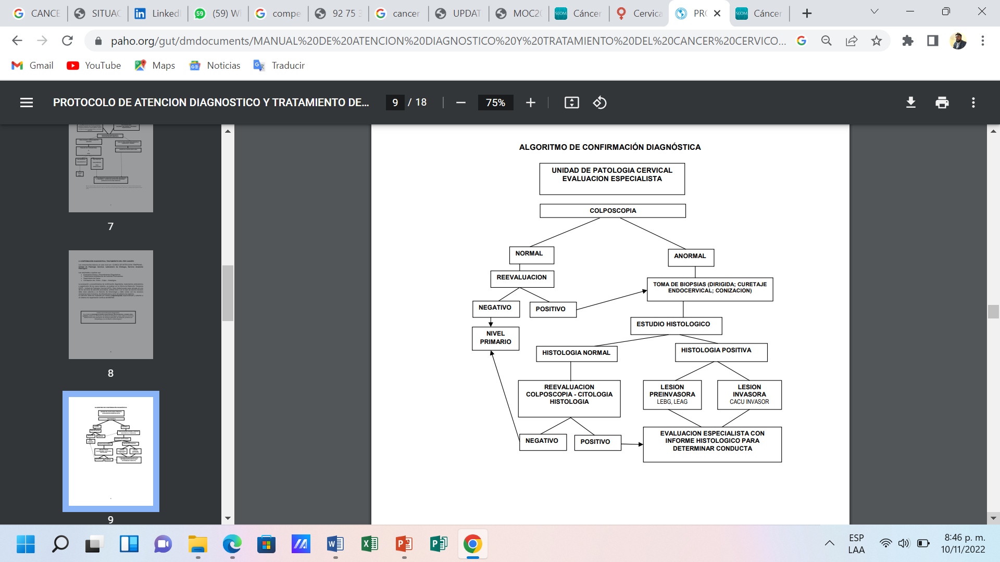 CANCE
SITUAC
LinkedI
(59) W
compe
92 75 3
cancer
UPDAT
MOC20
Cáncer
Cervica
PRO
Cáncer
paho.org/gut/dmdocuments/MANUAL%20DE%20ATENCION%20DIAGNOSTICO%20Y%20TRATAMIENTO%20DEL%20CANCER%20CERVICO...
Gmail
YouTube
Maps
Noticias
Traducir
PROTOCOLO DE ATENCION DIAGNOSTICO Y TRATAMIENTO DE...
9 / 18
75%
7
8
9
ALGORITMO DE CONFIRMACIÓN DIAGNÓSTICA
UNIDAD DE PATOLOGIA CERVICAL
EVALUACION ESPECIALISTA
COLPOSCOPIA
NORMAL
ANORMAL
REEVALUACION
TOMA DE BIOPSIAS (DIRIGIDA; CURETAJE
ENDOCERVICAL; CONIZACION)
NEGATIVO
POSITIVO
ESTUDIO HISTOLOGICO
NIVEL
PRIMARIO
HISTOLOGIA NORMAL
HISTOLOGIA POSITIVA
REEVALUACION
COLPOSCOPIA - CITOLOGIA
HISTOLOGIA
LESION
PREINVASORA
LEBG, LEAG
LESION
INVASORA
CACU INVASOR
NEGATIVO
POSITIVO
EVALUACION ESPECIALISTA CON
INFORME HISTOLOGICO PARA
DETERMINAR CONDUCTA
ESP
LAA
8:46 p. m.
10/11/2022